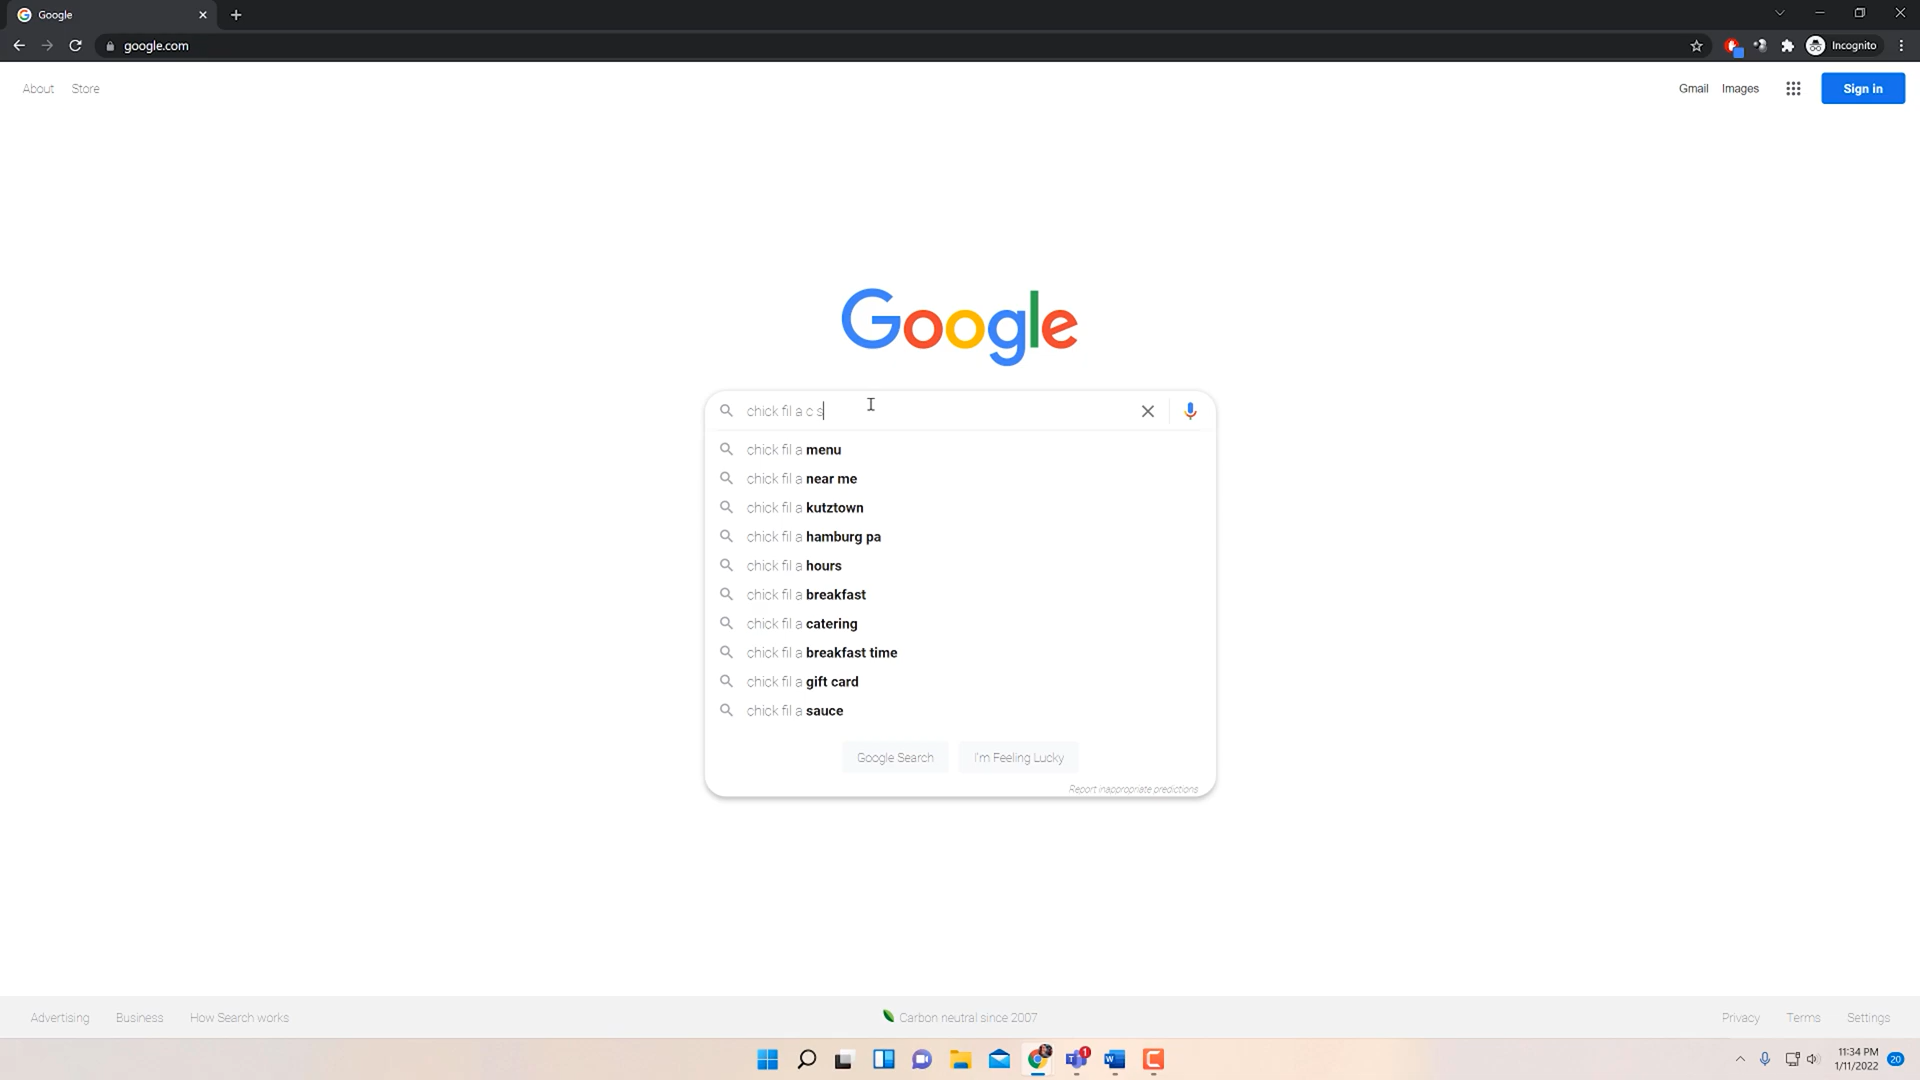 Google
google.com
Incognito
About Store
Gmail Images
Sign in
Google
chick fil a c s
chick fil a menu
chick fil a near me
chick fil a kutztown
chick fil a hamburg pa
chick fil a hours
chick fil a breakfast
chick fil a catering
chick fil a breakfast time
chick fil a gift card
chick fil a sauce
Google Search I'm Feeling Lucky
Report inappropriate predictions
Advertising Business How Search works
Carbon neutral since 2007
Privacy Terms Settings
1
11:34 PM
1/11/2022
20